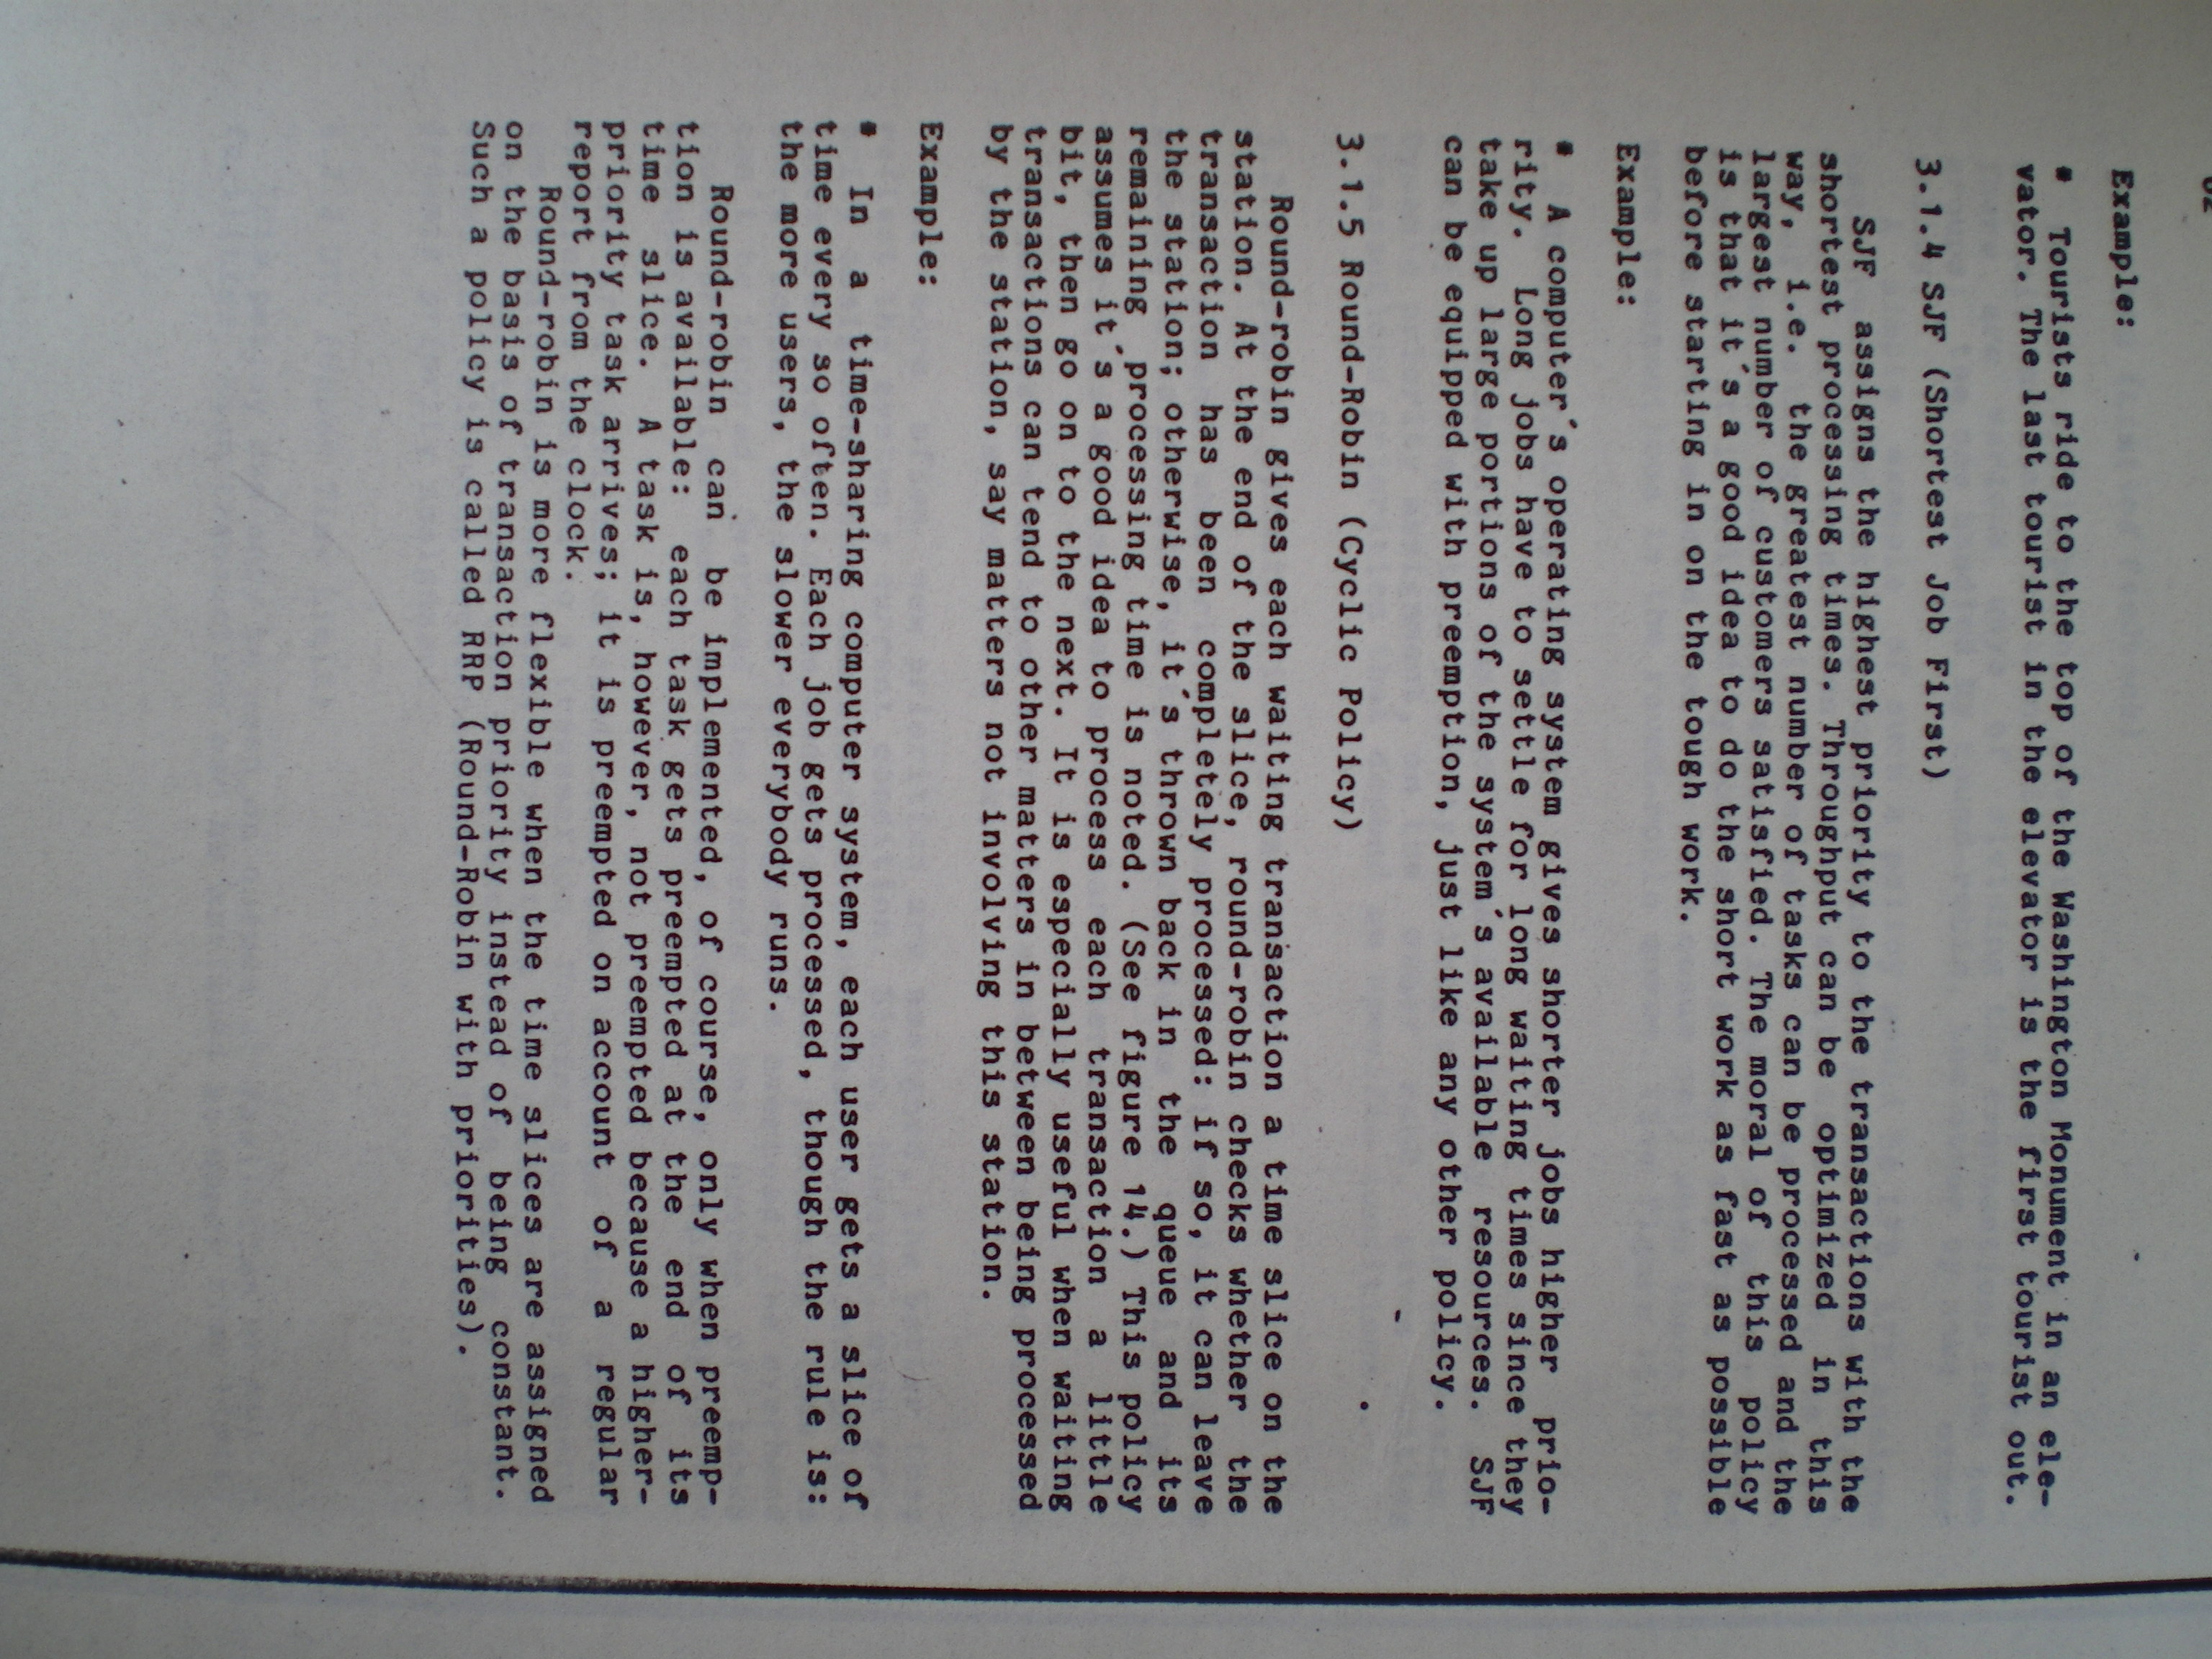 Example:
* Tourists ride to the top of the Washington Monument in an ele-
vator. The last tourist in the elevator is the first tourist out.
3.1.4 SJF (Shortest Job First)
SJF assigns the highest priority to the transactions with the
shortest processing times. Throughput can be optimized in this
way, i.e. the greatest number of tasks can be processed and the
largest number of customers satisfied. The moral of this policy
is that it´s a good idea to do the short work as fast as possible
before starting in on the tough work.
Example:
* A computer´s operating system gives shorter jobs higher prio-
rity. Long jobs have to settle for long waiting times since they
take up large portions of the system´s available resources. SJF
can be equipped with preemption, just like any other policy.
3.1.5 Round-Robin (Cyclic Policy)
Round-robin gives each waiting transaction a time slice on the
station. At the end of the slice, round-robin checks whether the
transaction has been completely processed: if so, it can leave
the station; otherwise, it´s thrown back in the queue and its
remaining processing time is noted. (See figure 14.) This policy
assumes it´s a good idea to process each transaction a little
bit, then go on to the next. It is especially useful when waiting
transactions can tend to other matters in between being processed
by the station, say matters not involving this station.
Example:
* In a time-sharing computer system, each user gets a slice of
time every so often. Each job gets processed, though the rule is:
the more users, the slower everybody runs.
Round-robin can be implemented, of course, only when preemp-
tion is available: each task gets preempted at the end of its
time slice. A task is, however, not preempted because a higher-
priority task arrives; it is preempted on account of a regular
report from the clock.
Round-robin is more flexible when the time slices are assigned
on the basis of transaction priority instead of being constant.
Such a policy is called RRP (Round-Robin with priorities).